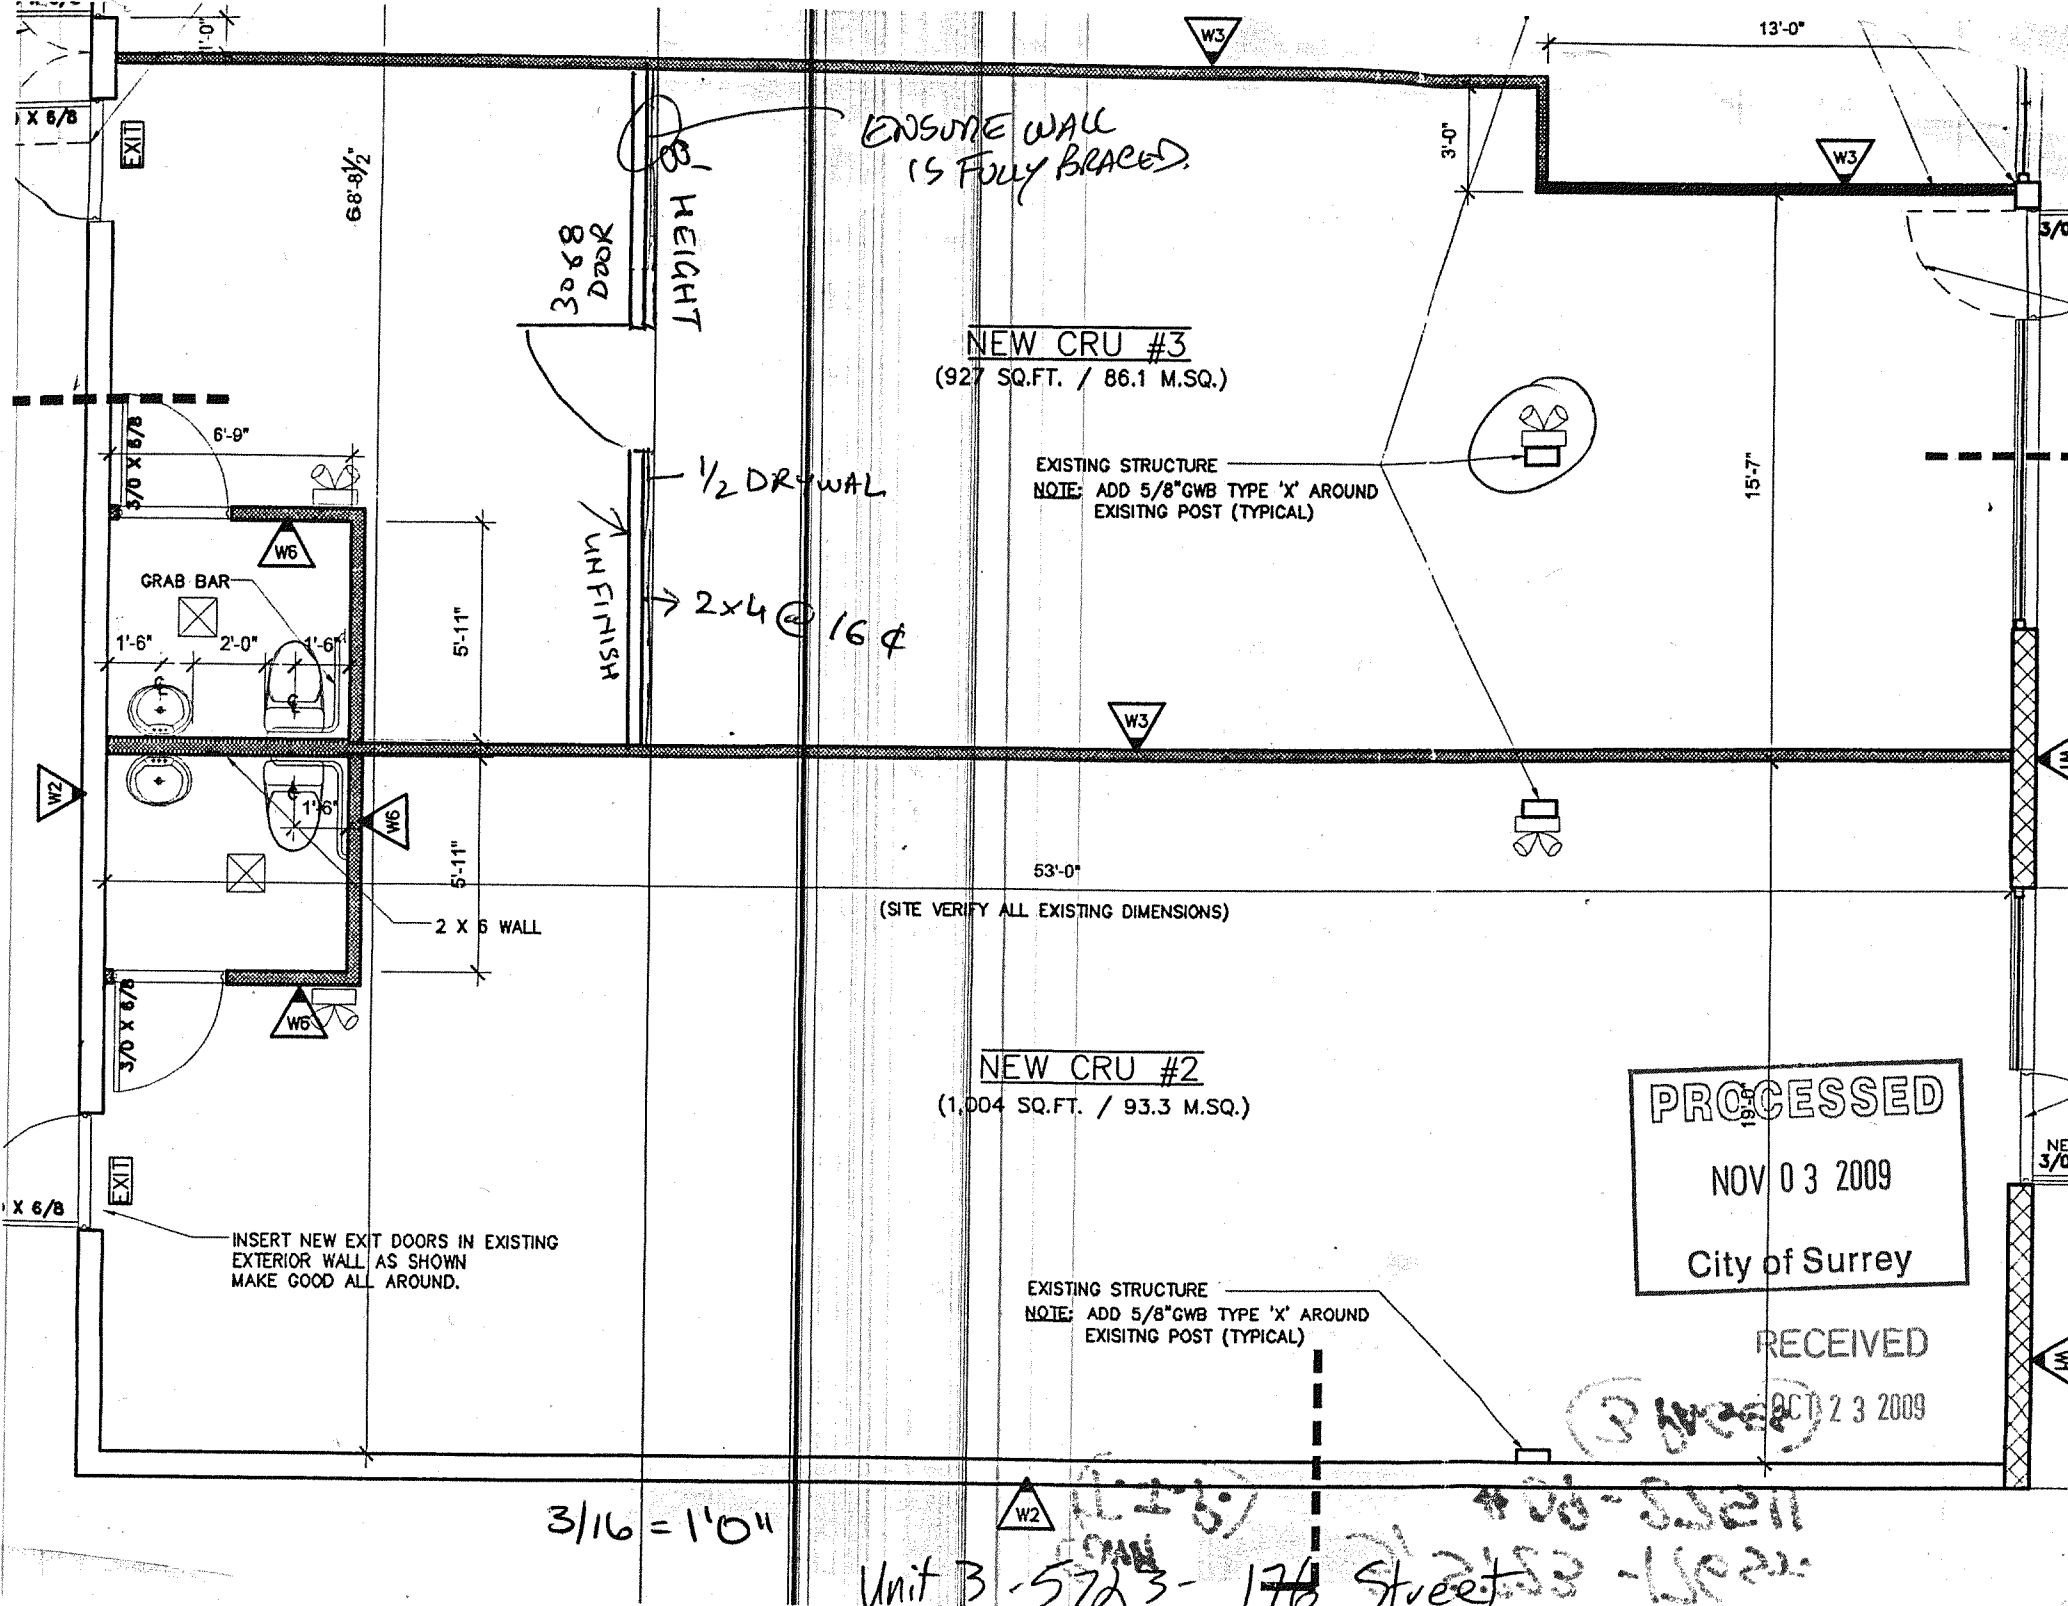 1'-0"
W3
13'-0"
X 6/8
EXIT
68'-8½"
ENSURE WALL
IS FULLY BRACED.
3'-0"
W3
3068
DOOR
HEIGHT
3/0
NEW CRU #3
(927 SQ.FT. / 86.1 M.SQ.)
3/0 X 6/8
6'-9"
EXISTING STRUCTURE
NOTE: ADD 5/8"GWB TYPE 'X' AROUND
EXISITNG POST (TYPICAL)
15'-7"
1/2 DRYWAL
UNFINISH
W6
GRAB BAR
2x4 @ 16 ¢
1'-6"
2'-0"
1'-6"
5'-11"
W3
W2
1'-6"
W6
5'-11"
53'-0"
(SITE VERIFY ALL EXISTING DIMENSIONS)
2 X 6 WALL
3/0 X 6/8
W6
NEW CRU #2
(1,004 SQ.FT. / 93.3 M.SQ.)
PROCESSED
19'-0"
NOV 03 2009
City of Surrey
NE
3/0
EXIT
X 6/8
INSERT NEW EXIT DOORS IN EXISTING
EXTERIOR WALL AS SHOWN
MAKE GOOD ALL AROUND.
EXISTING STRUCTURE
NOTE: ADD 5/8"GWB TYPE 'X' AROUND
EXISITNG POST (TYPICAL)
RECEIVED
OCT 23 2009
W2
3/16 = 1'0"
Unit 3 - 5723 - 176 Street